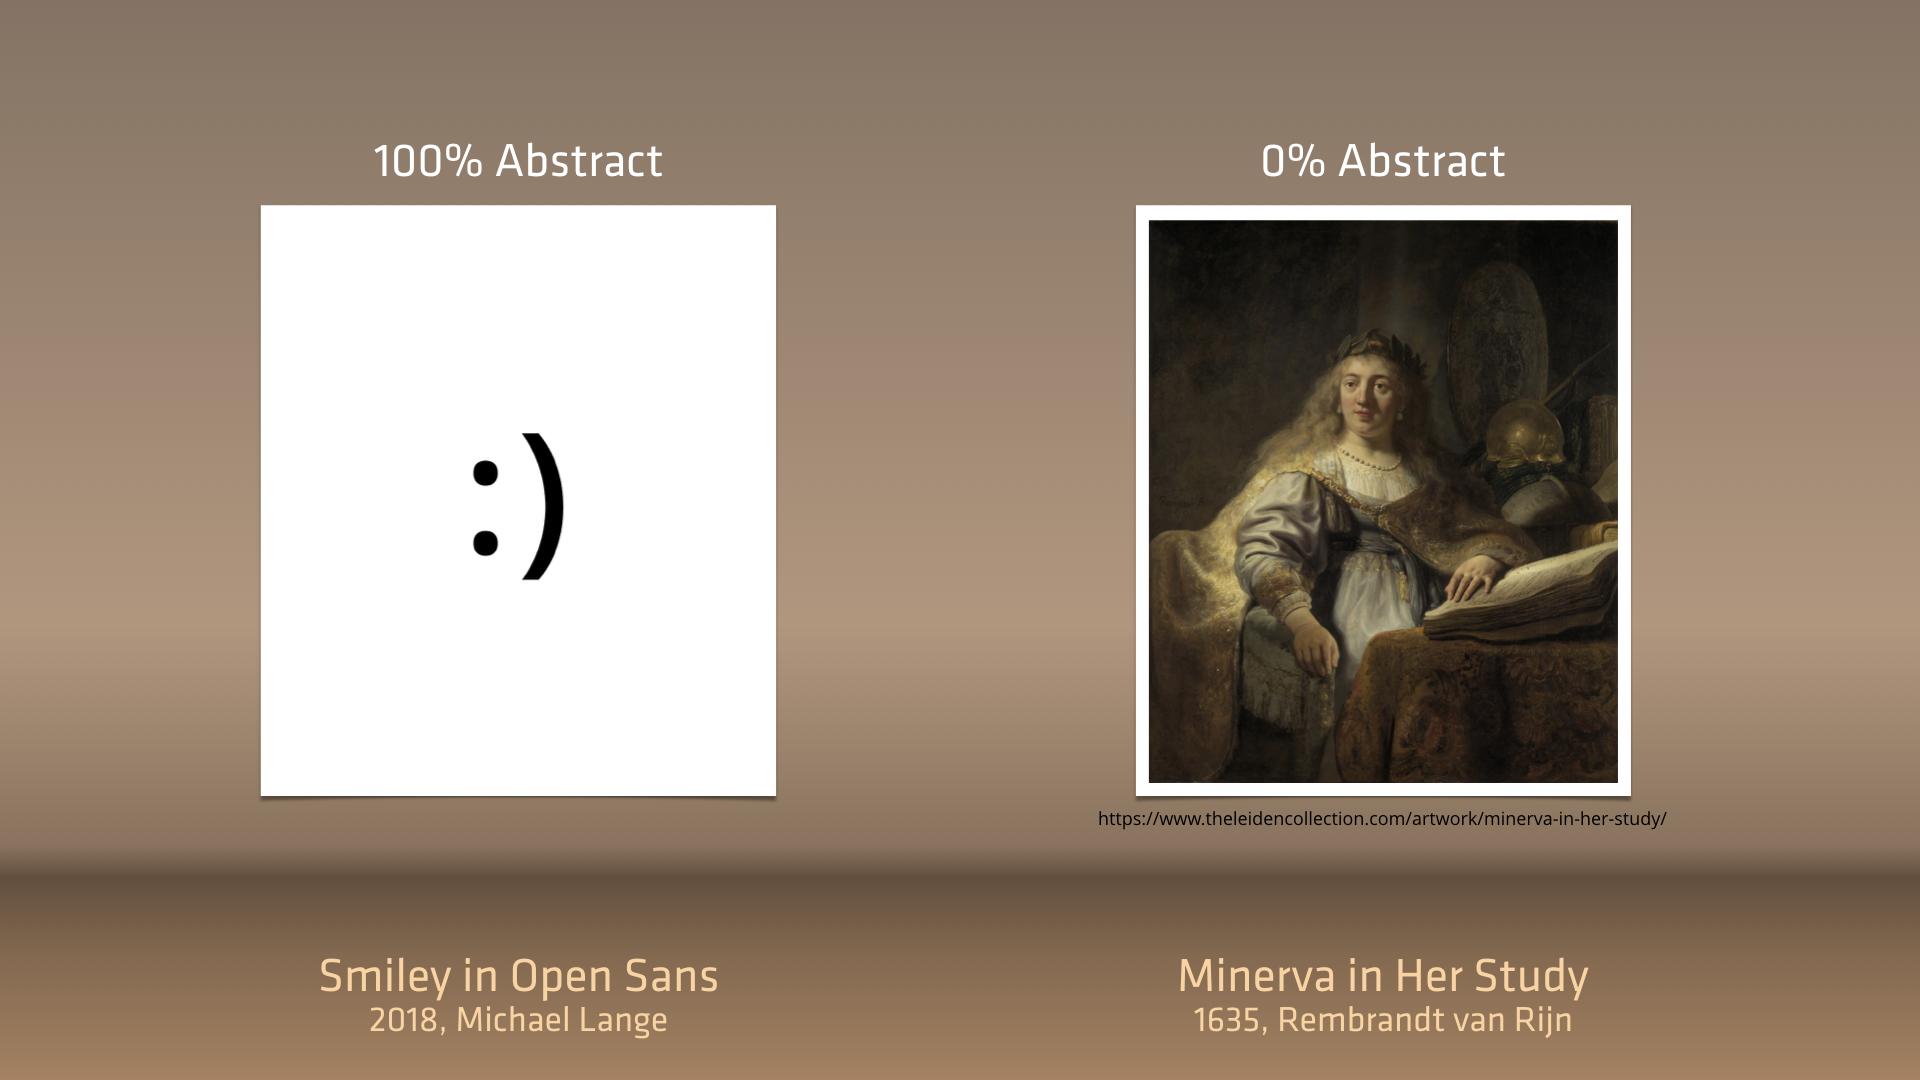 100% Abstract
:)
Smiley in Open Sans
2018, Michael Lange
0% Abstract
https://www.theleidencollection.com/artwork/minerva-in-her-study/
Minerva in Her Study
1635, Rembrandt van Rijn